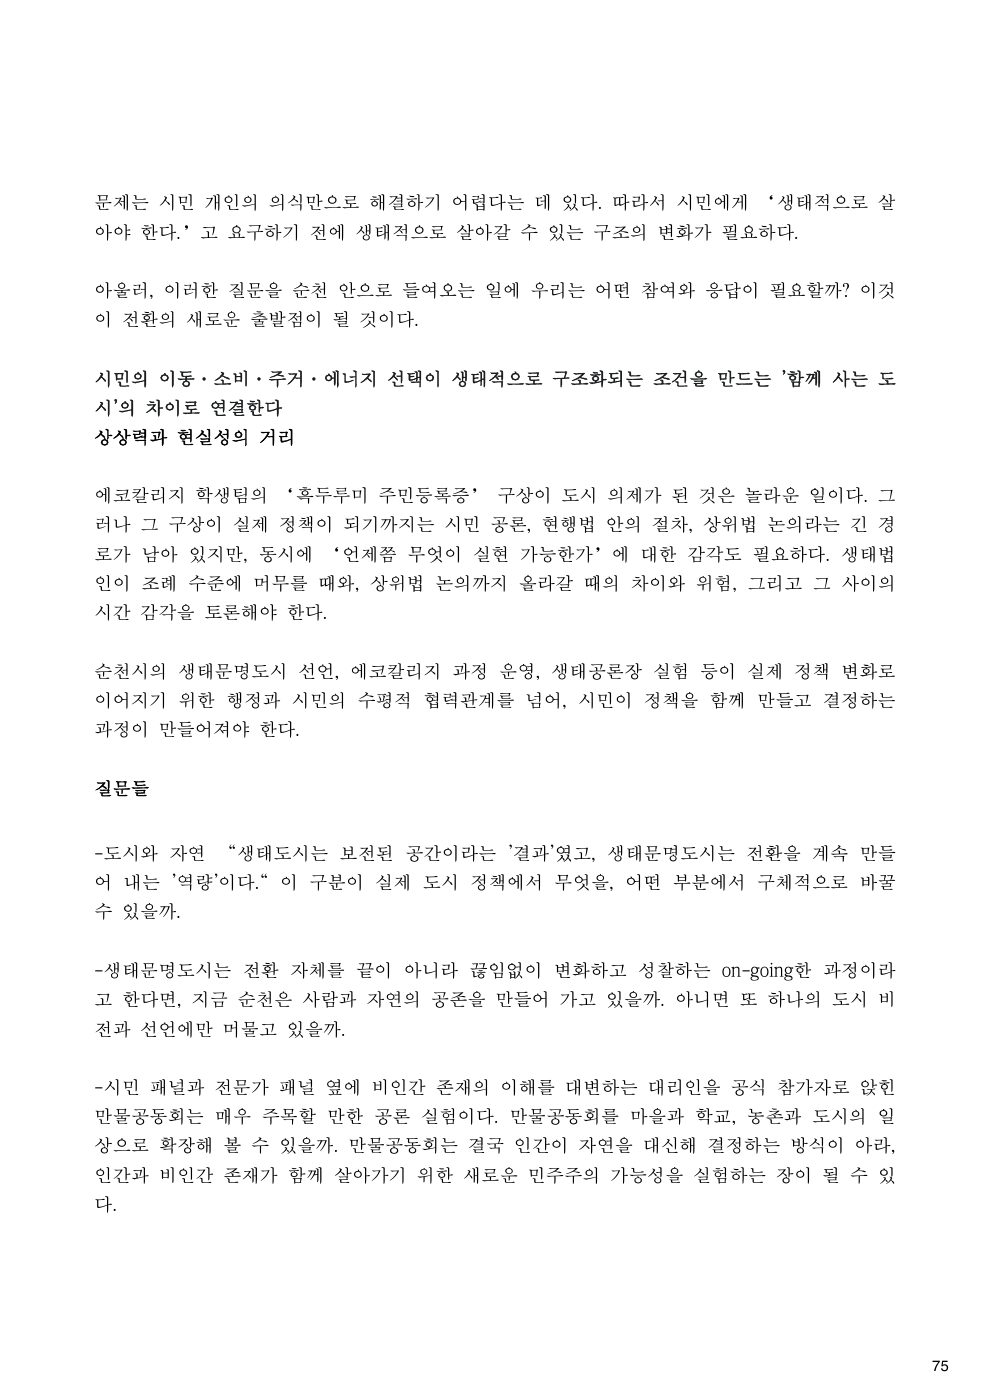 문제는 시민 개인의 의식만으로 해결하기 어렵다는 데 있다. 따라서 시민에게 ‘생태적으로 살
아야 한다.’고 요구하기 전에 생태적으로 살아갈 수 있는 구조의 변화가 필요하다.
아울러, 이러한 질문을 순천 안으로 들여오는 일에 우리는 어떤 참여와 응답이 필요할까? 이것
이 전환의 새로운 출발점이 될 것이다.
시민의 이동·소비·주거·에너지 선택이 생태적으로 구조화되는 조건을 만드는 '함께 사는 도
시'의 차이로 연결한다
상상력과 현실성의 거리
에코칼리지 학생팀의 ‘흑두루미 주민등록증’ 구상이 도시 의제가 된 것은 놀라운 일이다. 그
러나 그 구상이 실제 정책이 되기까지는 시민 공론, 현행법 안의 절차, 상위법 논의라는 긴 경
로가 남아 있지만, 동시에 ‘언제쯤 무엇이 실현 가능한가’에 대한 감각도 필요하다. 생태법
인이 조례 수준에 머무를 때와, 상위법 논의까지 올라갈 때의 차이와 위험, 그리고 그 사이의
시간 감각을 토론해야 한다.
순천시의 생태문명도시 선언, 에코칼리지 과정 운영, 생태공론장 실험 등이 실제 정책 변화로
이어지기 위한 행정과 시민의 수평적 협력관계를 넘어, 시민이 정책을 함께 만들고 결정하는
과정이 만들어져야 한다.
질문들
-도시와 자연 “생태도시는 보전된 공간이라는 '결과'였고, 생태문명도시는 전환을 계속 만들
어 내는 '역량'이다.“ 이 구분이 실제 도시 정책에서 무엇을, 어떤 부분에서 구체적으로 바꿀
수 있을까.
-생태문명도시는 전환 자체를 끝이 아니라 끊임없이 변화하고 성찰하는 on-going한 과정이라
고 한다면, 지금 순천은 사람과 자연의 공존을 만들어 가고 있을까. 아니면 또 하나의 도시 비
전과 선언에만 머물고 있을까.
-시민 패널과 전문가 패널 옆에 비인간 존재의 이해를 대변하는 대리인을 공식 참가자로 앉힌
만물공동회는 매우 주목할 만한 공론 실험이다. 만물공동회를 마을과 학교, 농촌과 도시의 일
상으로 확장해 볼 수 있을까. 만물공동회는 결국 인간이 자연을 대신해 결정하는 방식이 아라,
인간과 비인간 존재가 함께 살아가기 위한 새로운 민주주의 가능성을 실험하는 장이 될 수 있
다.
75